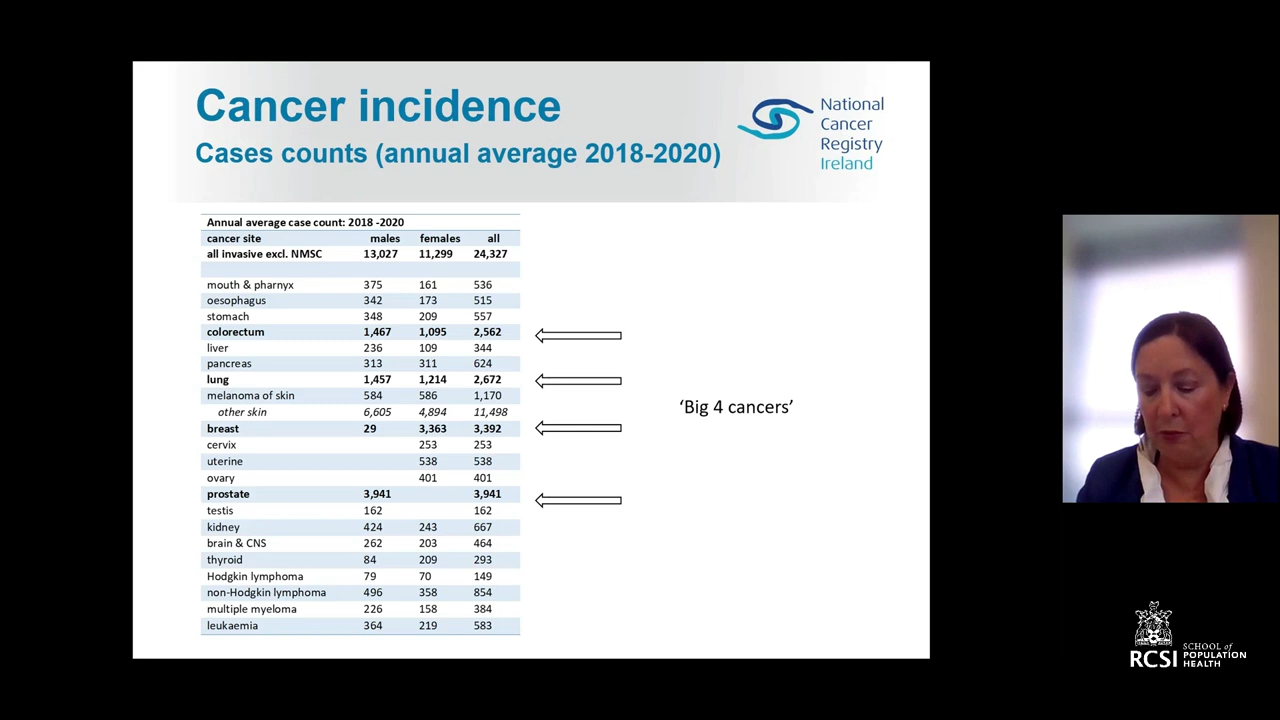 Cancer incidence
Cases counts (annual average 2018-2020)
National
Cancer
Registry
Ireland
Annual average case count: 2018 -2020
cancer site males females all
all invasive excl. NMSC 13,027 11,299 24,327
mouth & pharnyx 375 161 536
oesophagus 342 173 515
stomach 348 209 557
colorectum 1,467 1,095 2,562
liver 236 109 344
pancreas 313 311 624
lung 1,457 1,214 2,672
melanoma of skin 584 586 1,170
other skin 6,605 4,894 11,498
breast 29 3,363 3,392
cervix 253 253
uterine 538 538
ovary 401 401
prostate 3,941 3,941
testis 162 162
kidney 424 243 667
brain & CNS 262 203 464
thyroid 84 209 293
Hodgkin lymphoma 79 70 149
non-Hodgkin lymphoma 496 358 854
multiple myeloma 226 158 384
leukaemia 364 219 583
‘Big 4 cancers’
RCSI
SCHOOL of
POPULATION
HEALTH